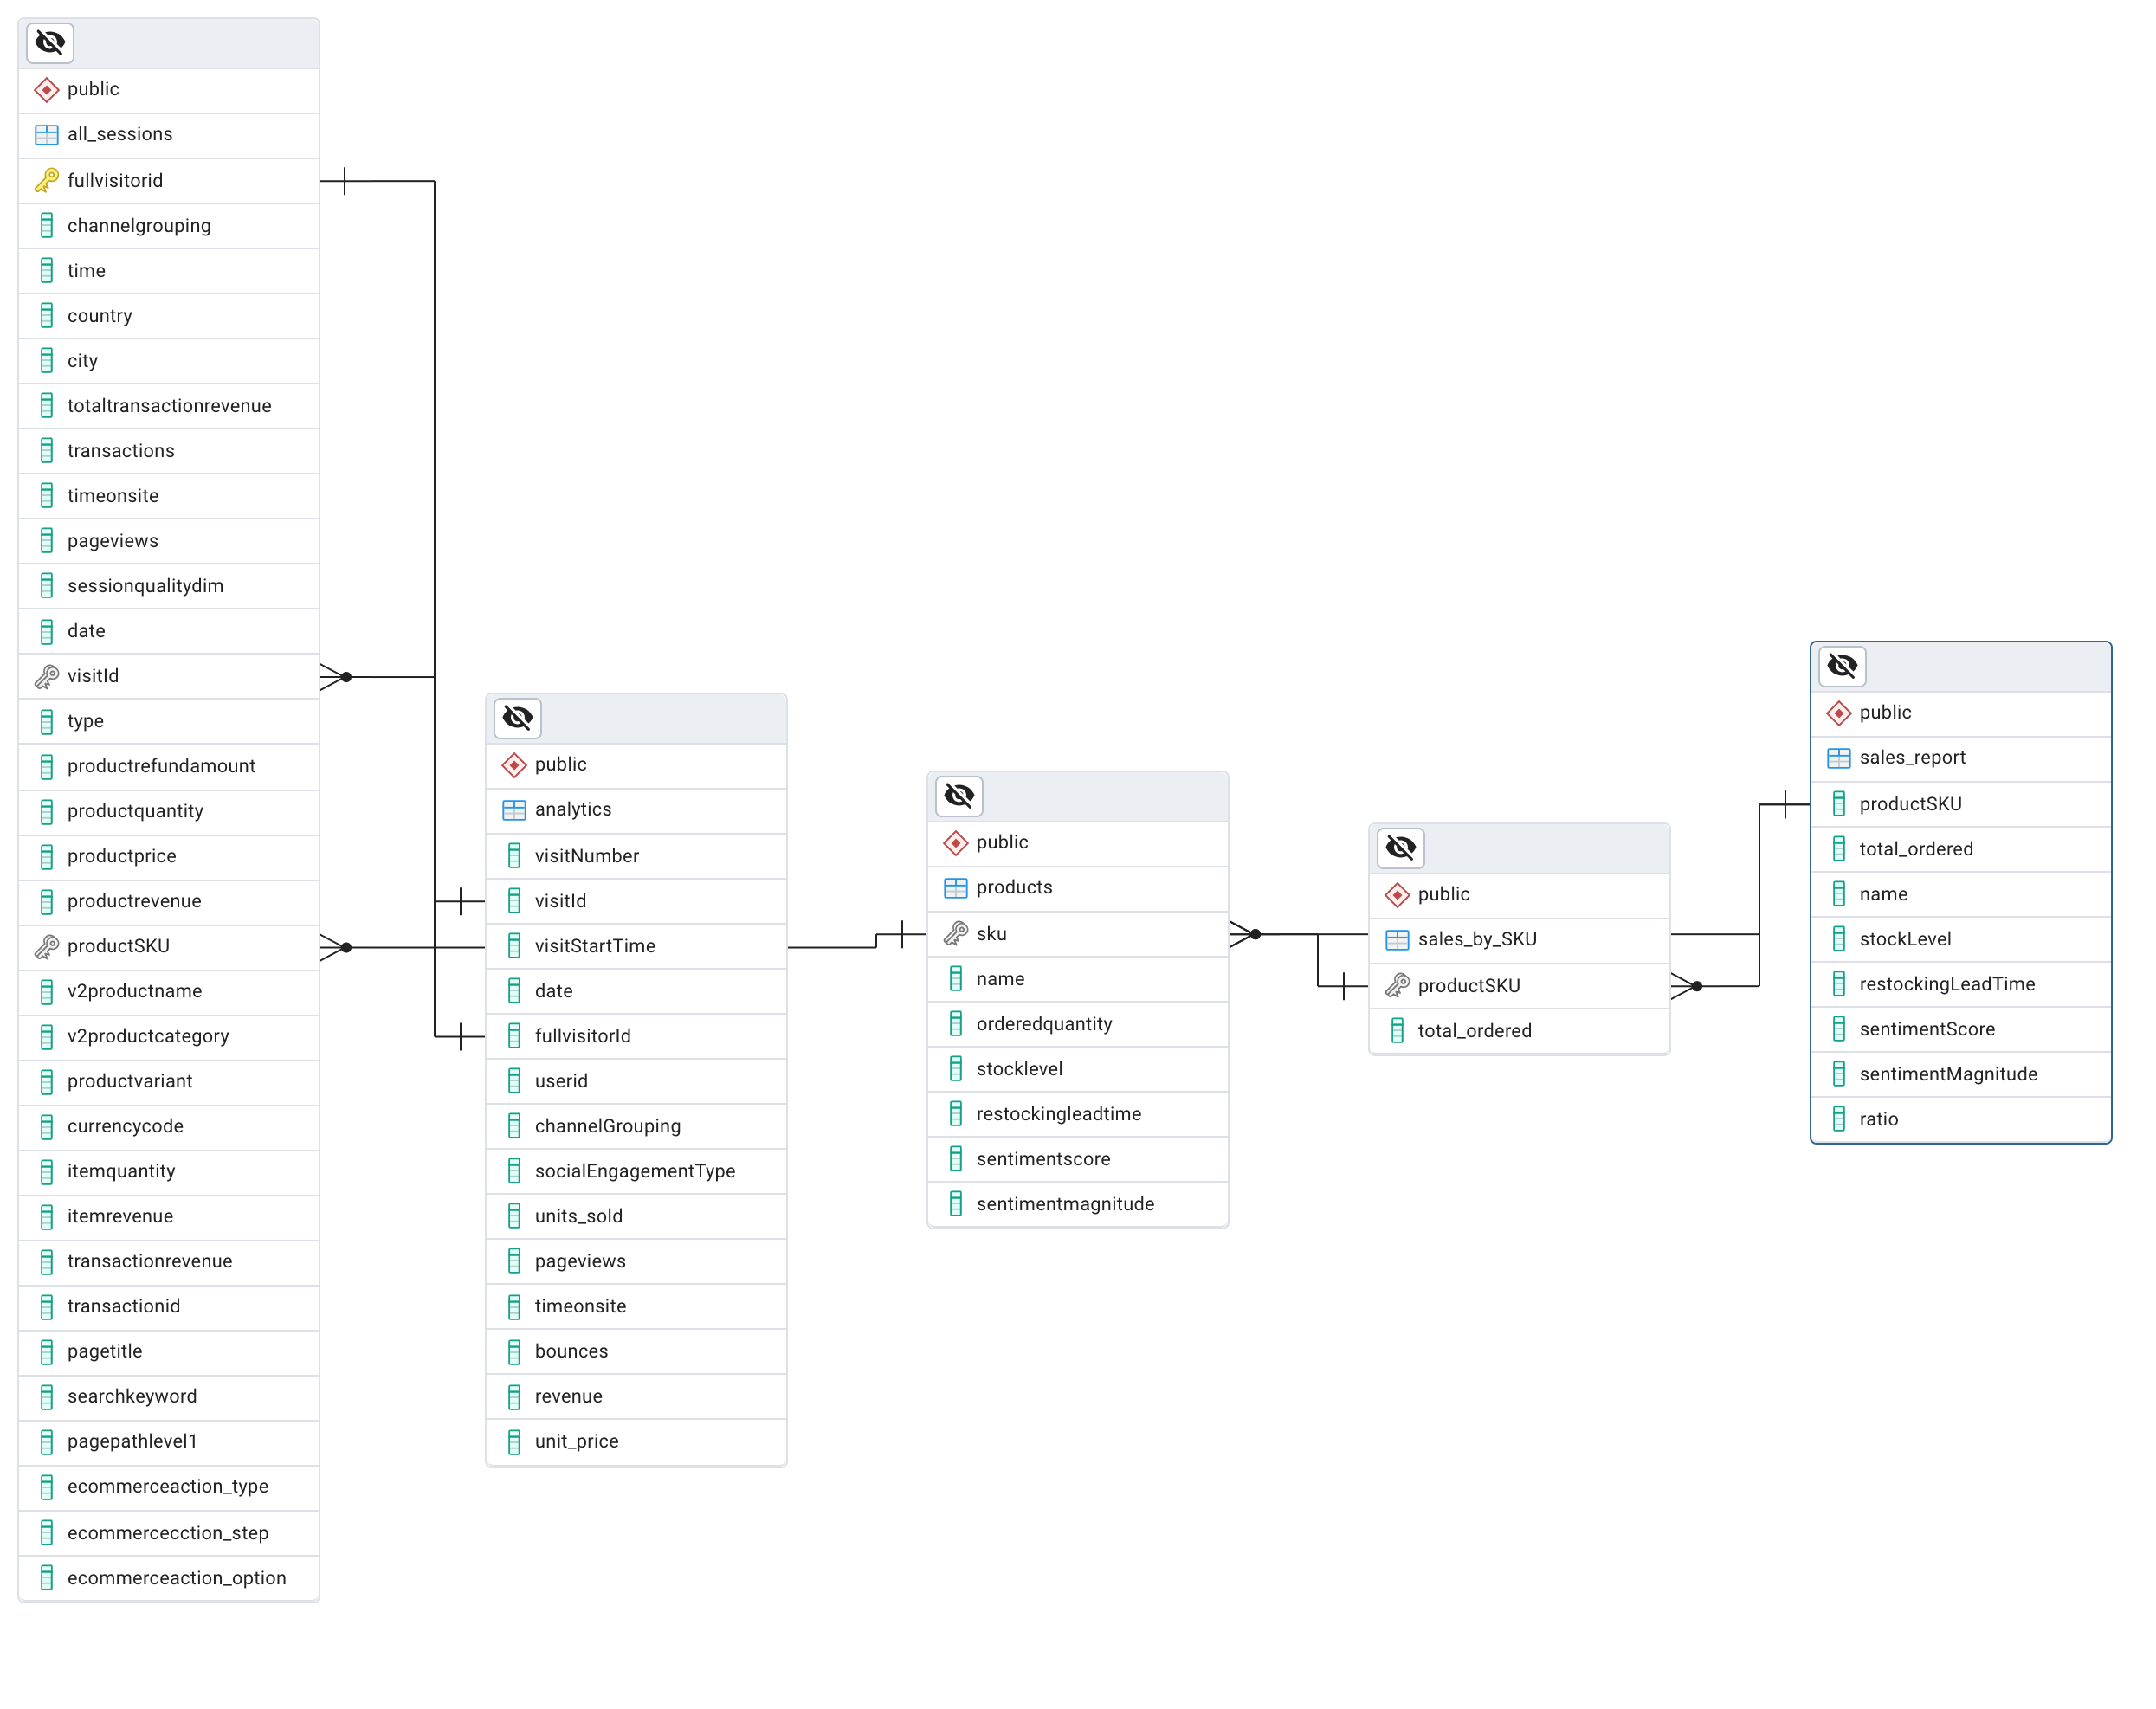 public
all_sessions
fullvisitorid
channelgrouping
time
country
city
totaltransactionrevenue
transactions
timeonsite
pageviews
sessionqualitydim
date
visitId
type
productrefundamount
productquantity
productprice
productrevenue
productSKU
v2productname
v2productcategory
productvariant
currencycode
itemquantity
itemrevenue
transactionrevenue
transactionid
pagetitle
searchkeyword
pagepathlevel1
ecommerceaction_type
ecommercecction_step
ecommerceaction_option
public
analytics
visitNumber
visitId
visitStartTime
date
fullvisitorId
userid
channelGrouping
socialEngagementType
units_sold
pageviews
timeonsite
bounces
revenue
unit_price
public
products
sku
name
orderedquantity
stocklevel
restockingleadtime
sentimentscore
sentimentmagnitude
public
sales_by_SKU
productSKU
total_ordered
public
sales_report
productSKU
total_ordered
name
stockLevel
restockingLeadTime
sentimentScore
sentimentMagnitude
ratio